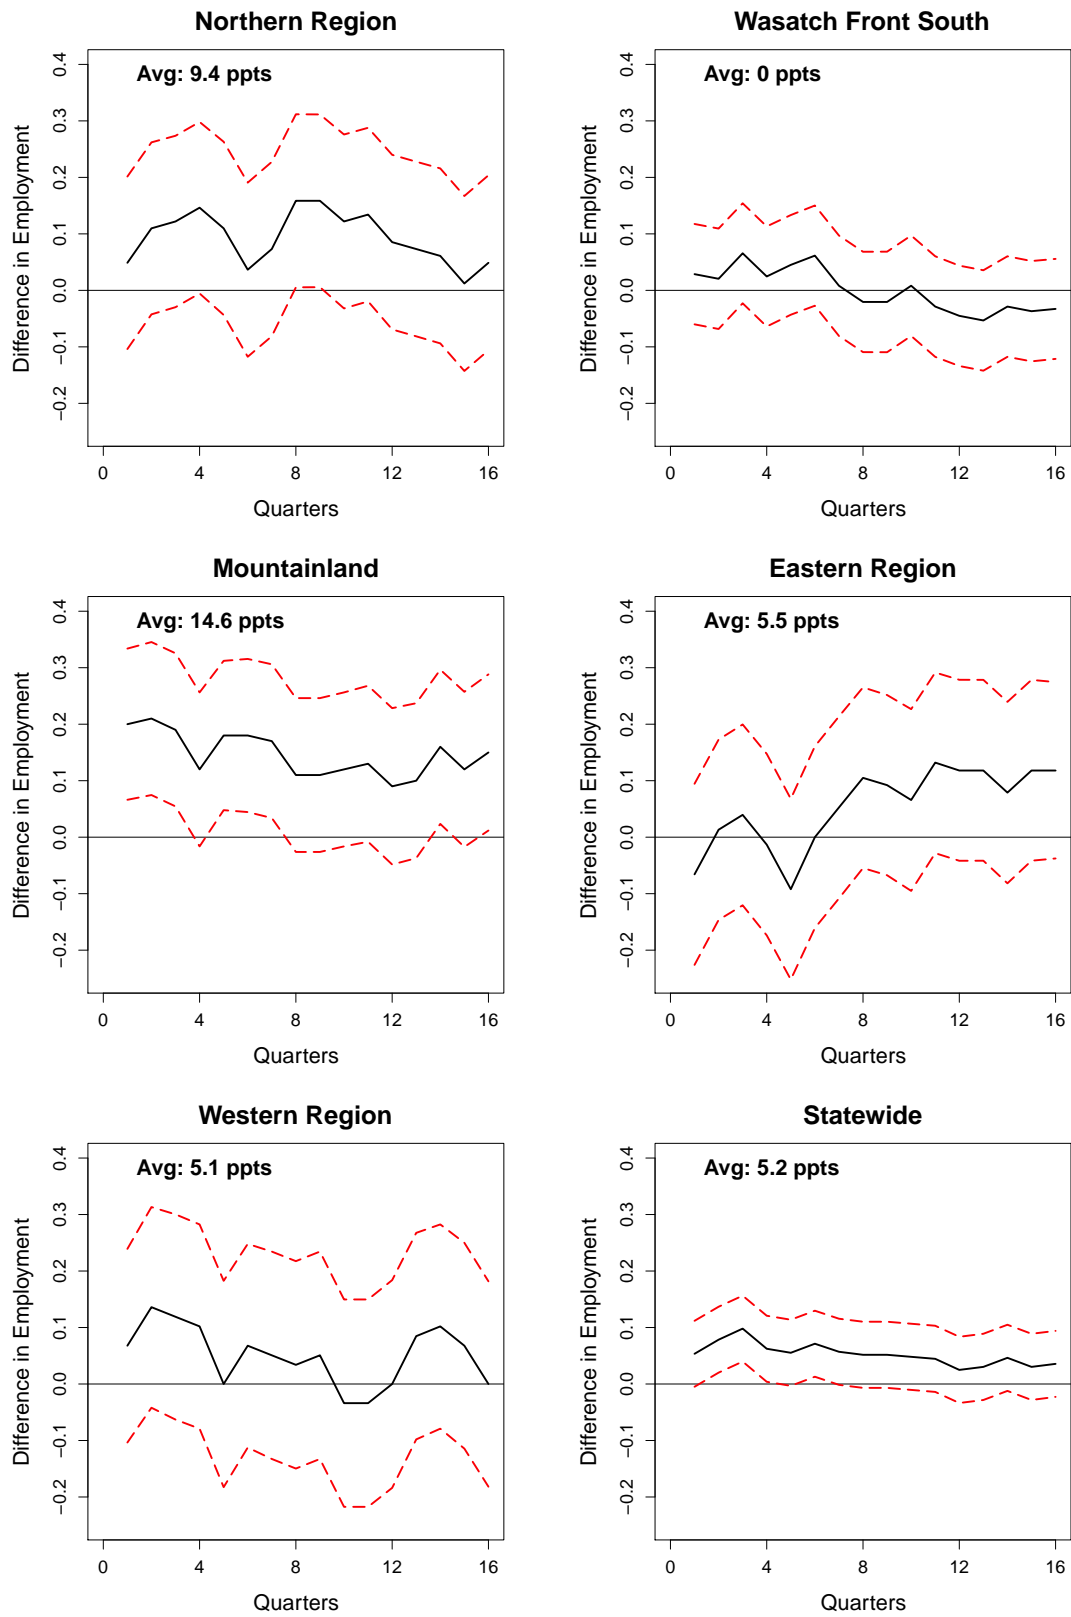 Northern Region
Avg: 9.4 ppts
Difference in Employment
0.4
0.3
0.2
0.1
0.0
−0.1
−0.2
0 4 8 12 16
Quarters
Wasatch Front South
Avg: 0 ppts
Difference in Employment
0.4
0.3
0.2
0.1
0.0
−0.1
−0.2
0 4 8 12 16
Quarters
Mountainland
Avg: 14.6 ppts
Difference in Employment
0.4
0.3
0.2
0.1
0.0
−0.1
−0.2
0 4 8 12 16
Quarters
Eastern Region
Avg: 5.5 ppts
Difference in Employment
0.4
0.3
0.2
0.1
0.0
−0.1
−0.2
0 4 8 12 16
Quarters
Western Region
Avg: 5.1 ppts
Difference in Employment
0.4
0.3
0.2
0.1
0.0
−0.1
−0.2
0 4 8 12 16
Quarters
Statewide
Avg: 5.2 ppts
Difference in Employment
0.4
0.3
0.2
0.1
0.0
−0.1
−0.2
0 4 8 12 16
Quarters